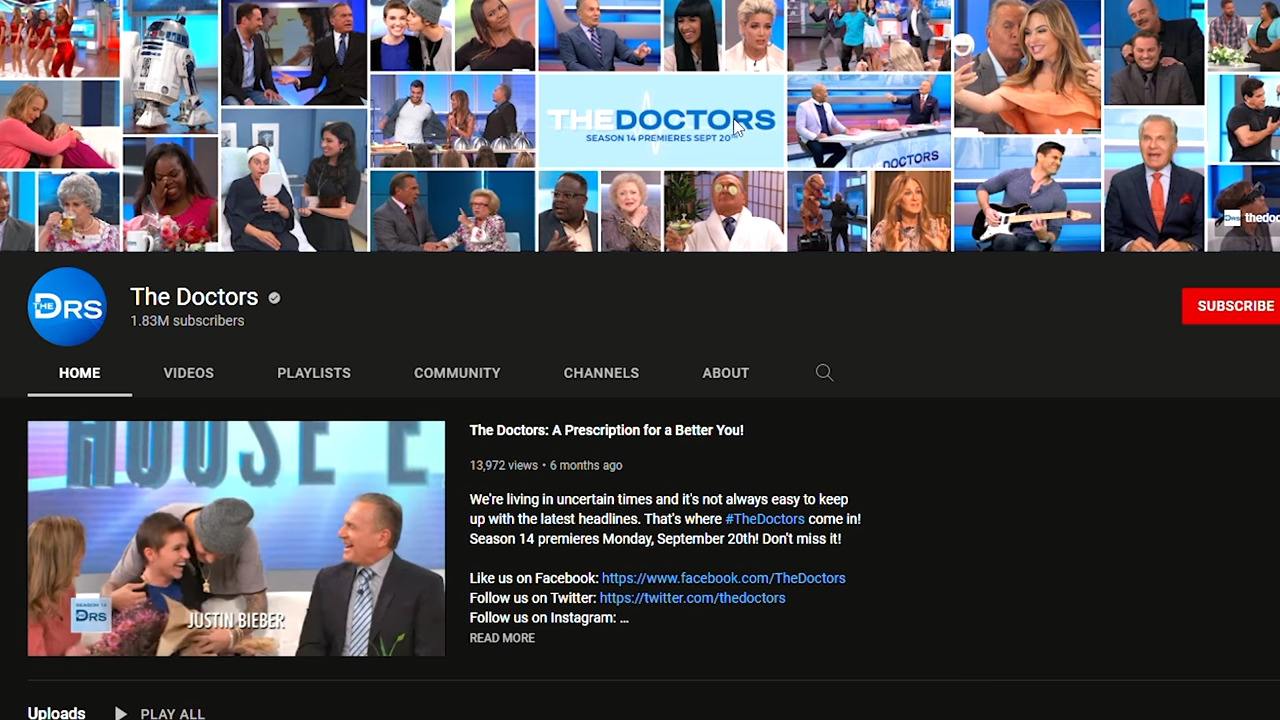 THEDOCTORS
SEASON 14 PREMIERES SEPT 20
DOCTORS
DRS
thedo
THE DRS
The Doctors
1.83M subscribers
SUBSCRIBE
HOME
VIDEOS
PLAYLISTS
COMMUNITY
CHANNELS
ABOUT
HOUSE E
SEASON 14
DRS
JUSTIN BIEBER
The Doctors: A Prescription for a Better You!
13,972 views • 6 months ago
We're living in uncertain times and it's not always easy to keep
up with the latest headlines. That's where #TheDoctors come in!
Season 14 premieres Monday, September 20th! Don't miss it!
Like us on Facebook: https://www.facebook.com/TheDoctors
Follow us on Twitter: https://twitter.com/thedoctors
Follow us on Instagram: ...
READ MORE
Uploads
PLAY ALL